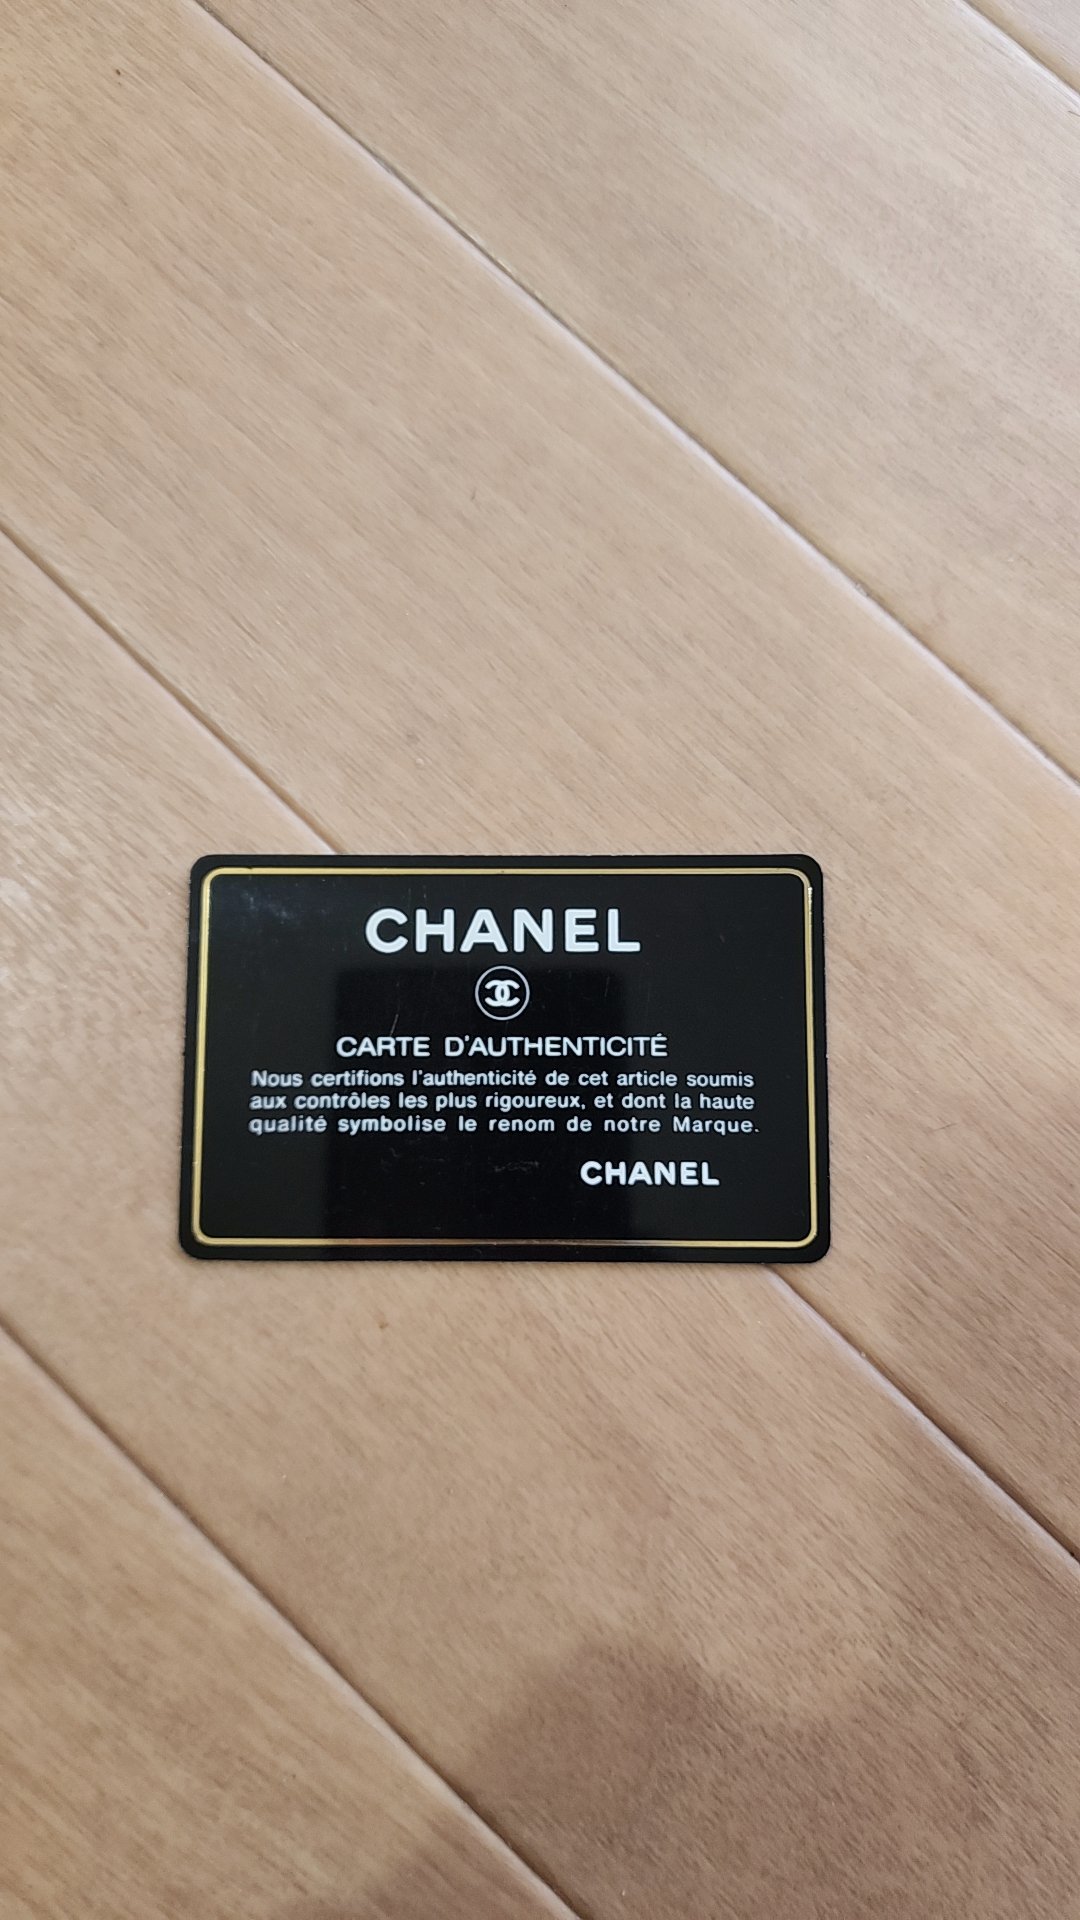 CHANEL
CARTE D'AUTHENTICITÉ
Nous certifions l'authenticité de cet article soumis
aux contrôles les plus rigoureux, et dont la haute
qualité symbolise le renom de notre Marque.
CHANEL